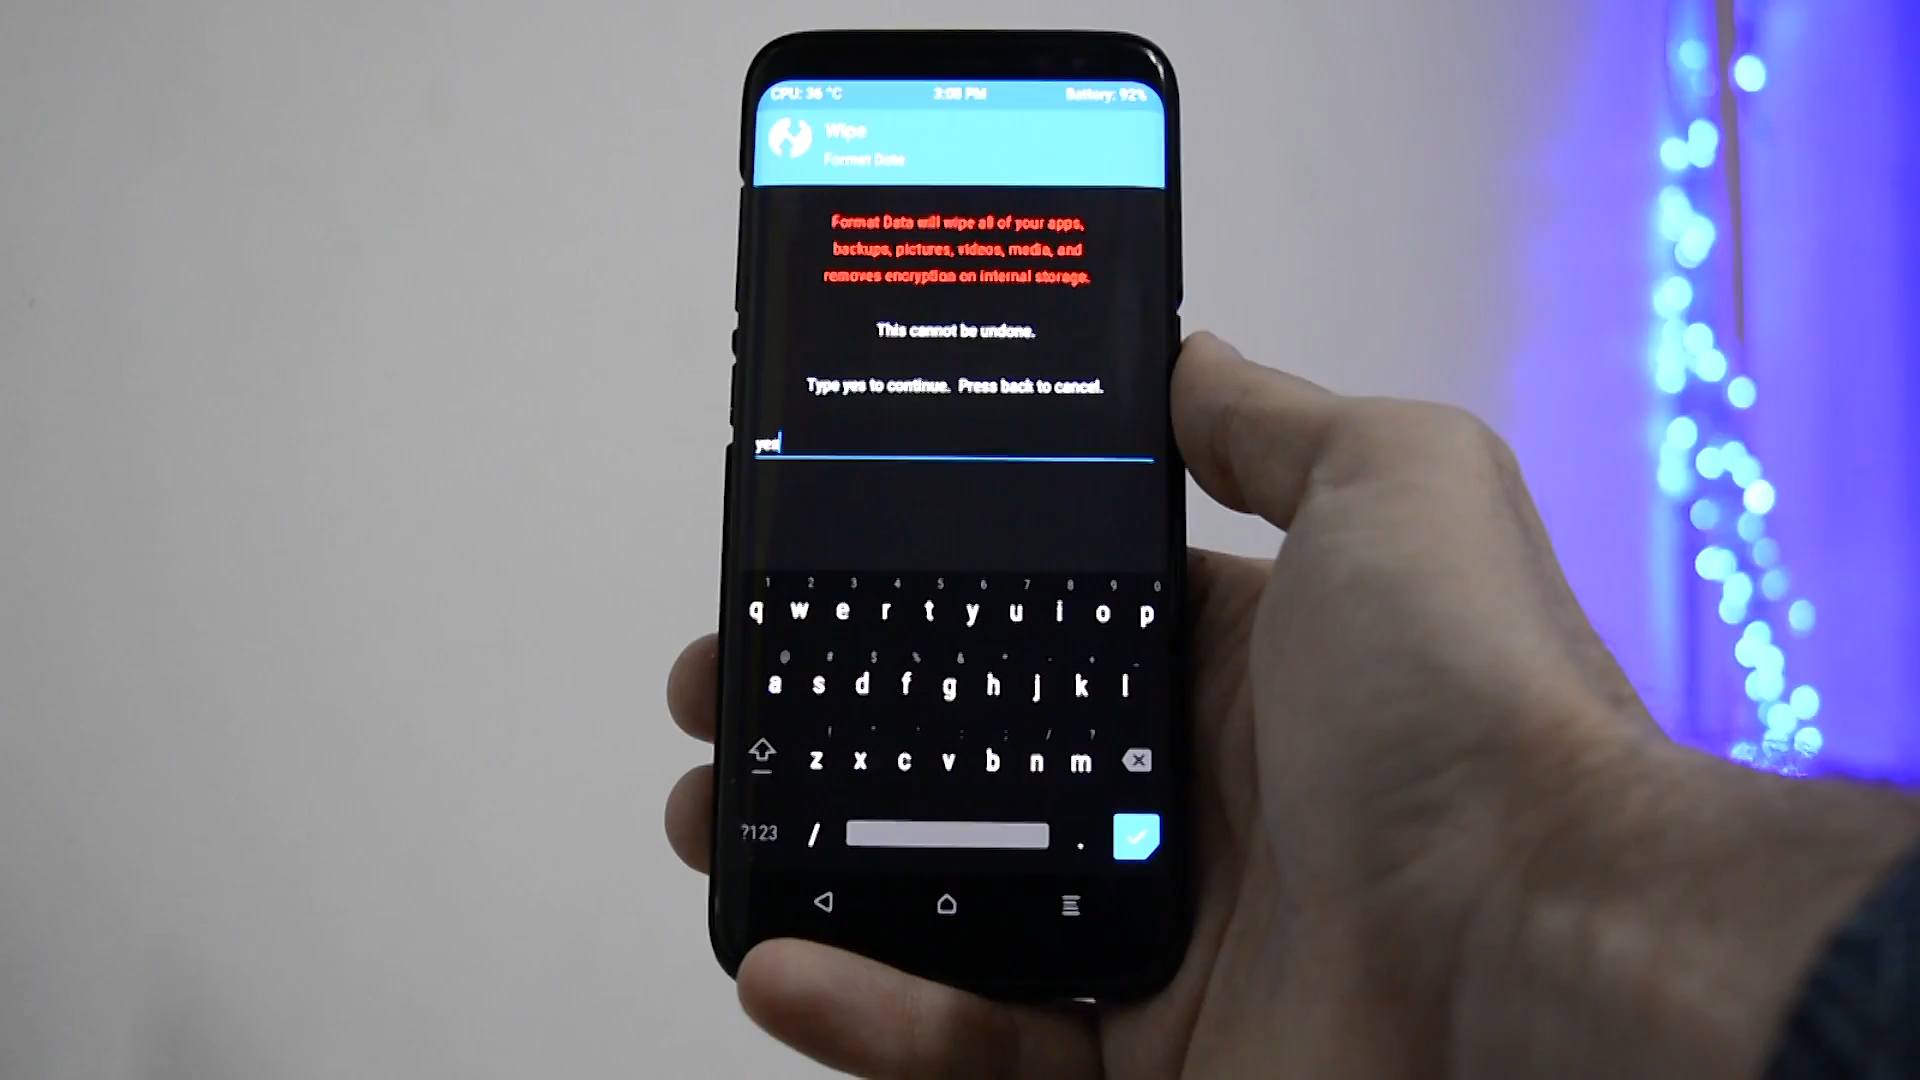 CPU: 36 °C 3:08 PM Battery: 92%
Wipe
Format Data
Format Data will wipe all of your apps,
backups, pictures, videos, media, and
removes encryption on internal storage.
This cannot be undone.
Type yes to continue. Press back to cancel.
yes
1 2 3 4 5 6 7 8 9 0
q w e r t y u i o p
@ # $ % &
a s d f g h j k l
z x c v b n m
?123 / .